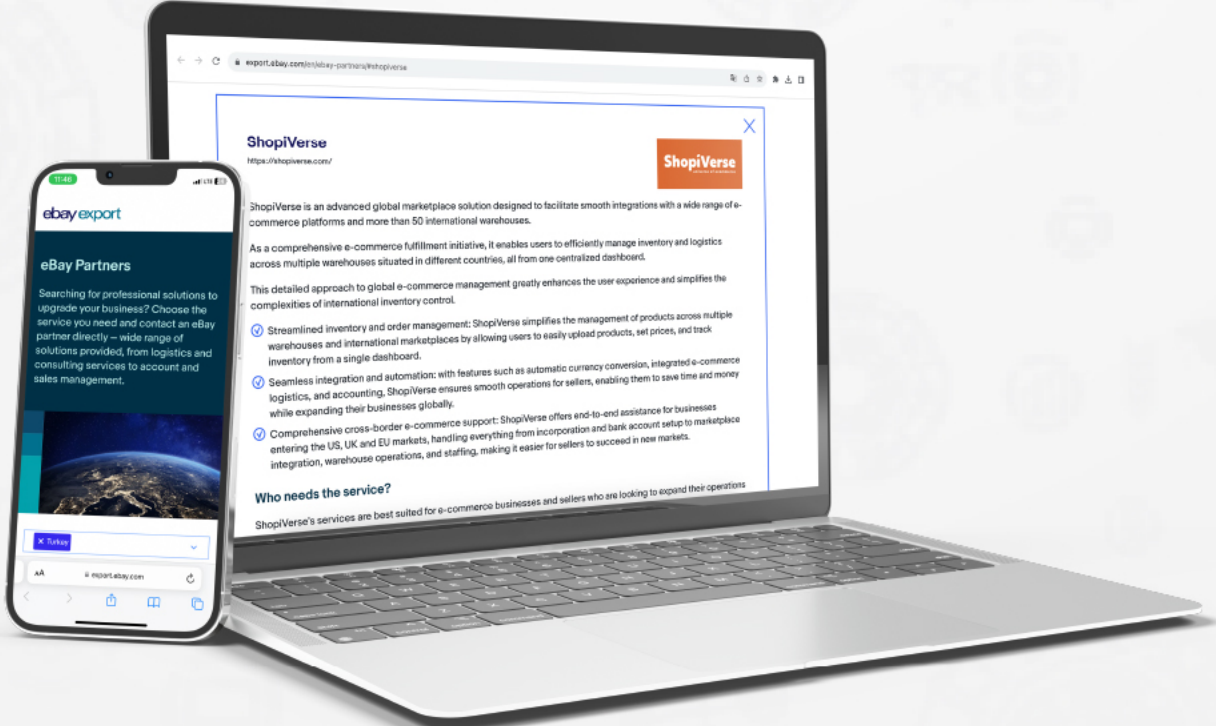 export.ebay.com/en/ebay-partners/#shopiverse
ShopiVerse
https://shopiverse.com/
ShopiVerse
ShopiVerse is an advanced global marketplace solution designed to facilitate smooth integrations with a wide range of e-
commerce platforms and more than 50 international warehouses.
As a comprehensive e-commerce fulfillment initiative, it enables users to efficiently manage inventory and logistics
across multiple warehouses situated in different countries, all from one centralized dashboard.
This detailed approach to global e-commerce management greatly enhances the user experience and simplifies the
complexities of international inventory control.
Streamlined inventory and order management: ShopiVerse simplifies the management of products across multiple
warehouses and international marketplaces by allowing users to easily upload products, set prices, and track
inventory from a single dashboard.
Seamless integration and automation: with features such as automatic currency conversion, integrated e-commerce
logistics, and accounting, ShopiVerse ensures smooth operations for sellers, enabling them to save time and money
while expanding their businesses globally.
Comprehensive cross-border e-commerce support: ShopiVerse offers end-to-end assistance for businesses
entering the US, UK and EU markets, handling everything from incorporation and bank account setup to marketplace
integration, warehouse operations, and staffing, making it easier for sellers to succeed in new markets.
Who needs the service?
ShopiVerse's services are best suited for e-commerce businesses and sellers who are looking to expand their operations
11:46
LTE
ebay export
eBay Partners
Searching for professional solutions to
upgrade your business? Choose the
service you need and contact an eBay
partner directly – wide range of
solutions provided, from logistics and
consulting services to account and
sales management.
× Turkey
AA
export.ebay.com